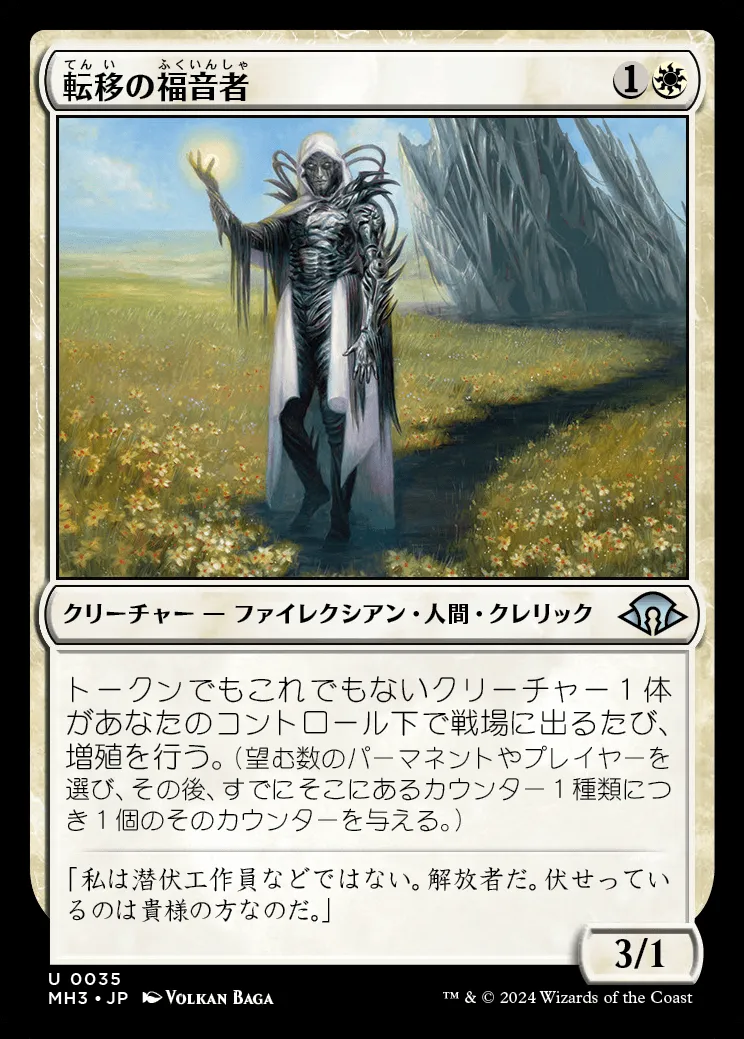 てんい ふくいんしゃ
転移の福音者
1
クリーチャー — ファイレクシアン・人間・クレリック
トークンでもこれでもないクリーチャー1体
があなたのコントロール下で戦場に出るたび、
増殖を行う。(望む数のパーマネントやプレイヤーを
選び、その後、すでにそこにあるカウンター1種類につ
き1個のそのカウンターを与える。)
「私は潜伏工作員などではない。解放者だ。伏せってい
るのは貴様の方なのだ。」
3/1
U 0035
MH3・JP VOLKAN BAGA
™ & © 2024 Wizards of the Coast